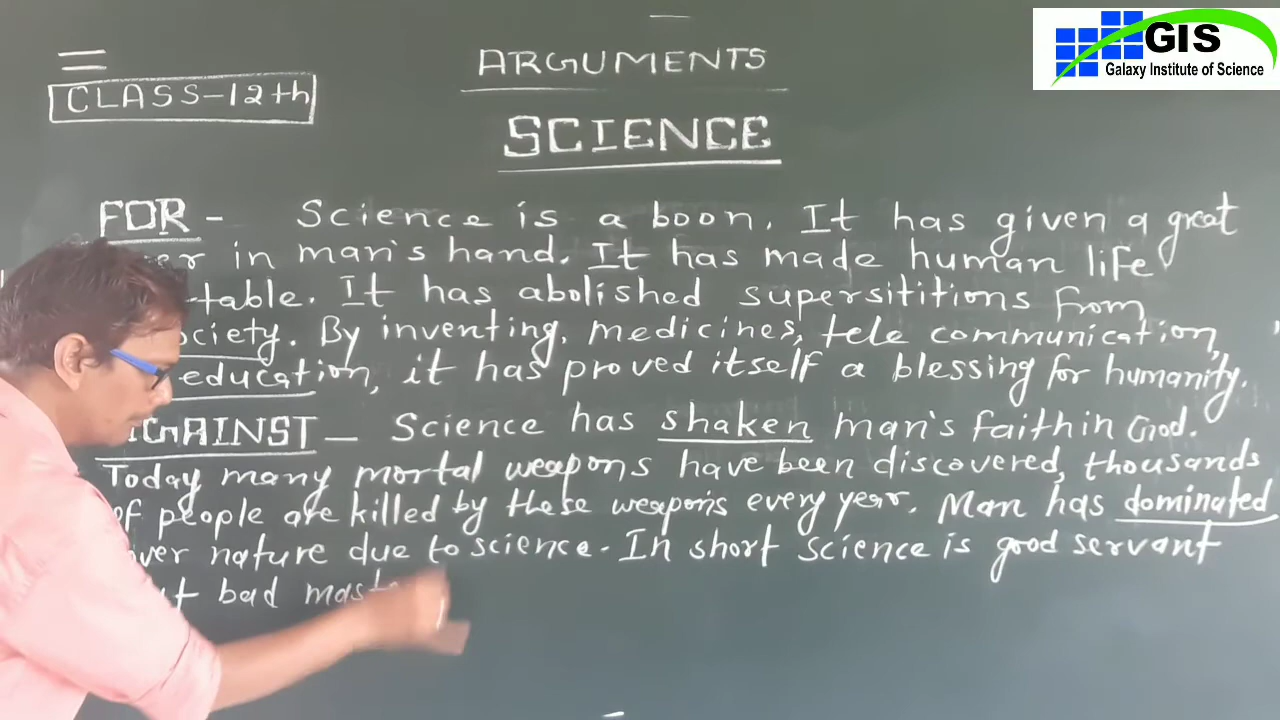 ARGUMENTS
GIS
Galaxy Institute of Science
CLASS-12th
SCIENCE
FOR - Science is a boon. It has given a great
in man's hand. It has made human life
table. It has abolished supersititions from
ociety. By inventing, medicines, tele communication,
education, it has proved itself a blessing for humanity.
AGAINST - Science has shaken man's faith in God.
Today many mortal weapons have been discovered, thousands
of people are killed by these weapons every year. Man has dominated
over nature due to science. In short science is good servant
bad mast